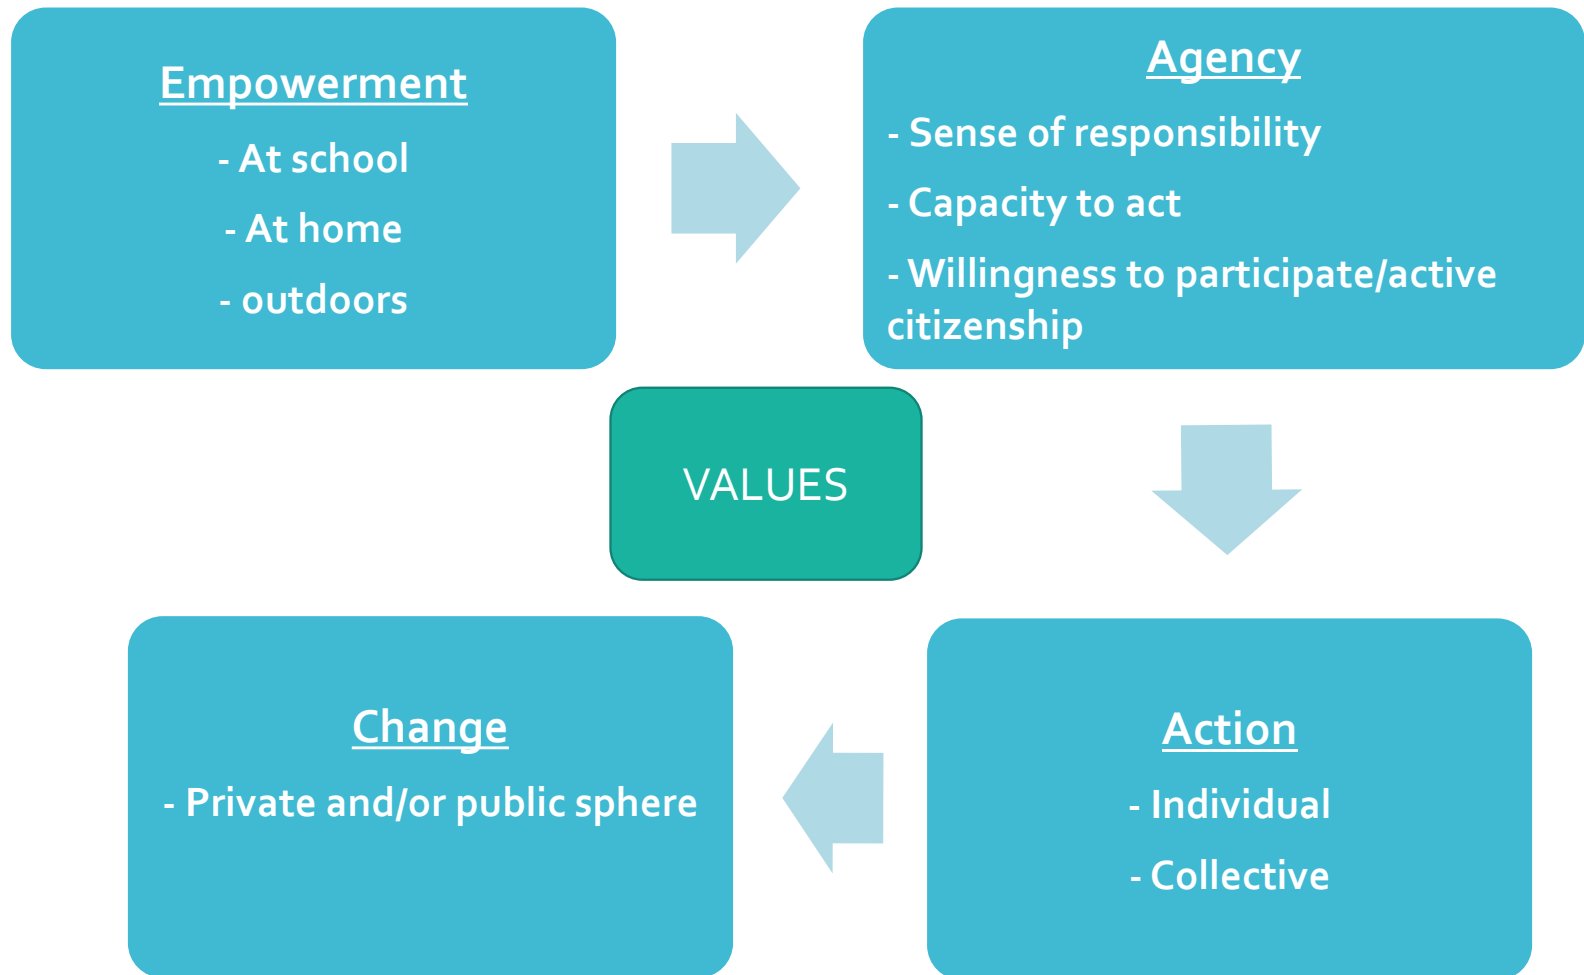 Empowerment
- At school
- At home
- outdoors
Agency
- Sense of responsibility
- Capacity to act
- Willingness to participate/active
citizenship
VALUES
Change
- Private and/or public sphere
Action
- Individual
- Collective